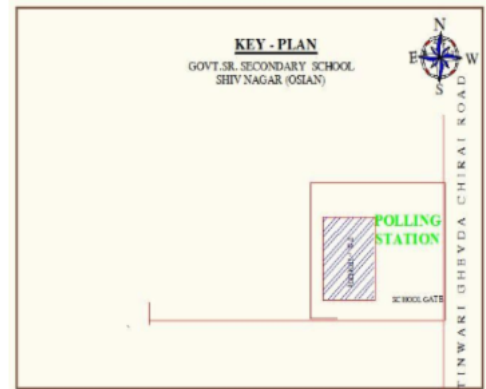 KEY - PLAN
GOVT.SR. SECONDARY SCHOOL
SHIV NAGAR (OSIAN)
N
E W
S
POLLING
STATION
SCHOOL GATE
TINWARI GHEVDA CHIRAI ROAD